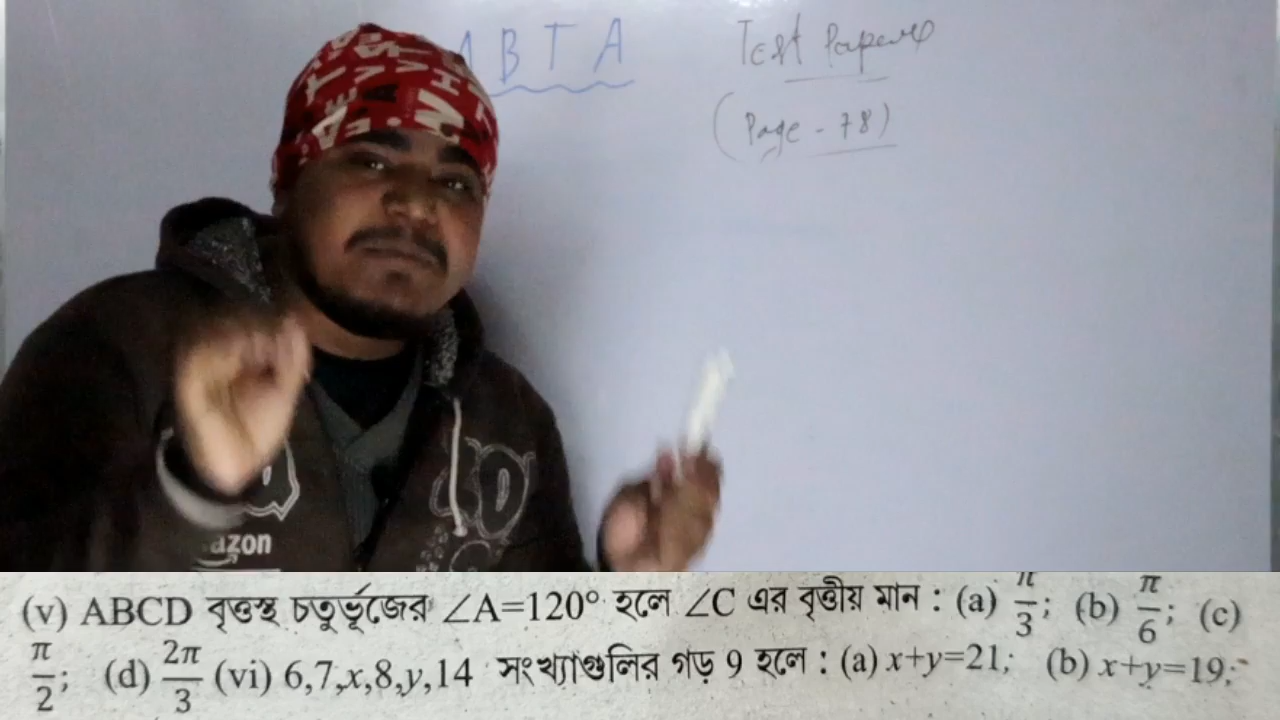 ABTA
Test Papers
(Page - 78)
azon
(v) ABCD বৃত্তস্থ চতুর্ভূজের ∠A=120° হলে ∠C এর বৃত্তীয় মান : (a) π/3; (b) π/6; (c)
π/2; (d) 2π/3 (vi) 6,7,x,8,y,14 সংখ্যাগুলির গড় 9 হলে : (a) x+y=21; (b) x+y=19;